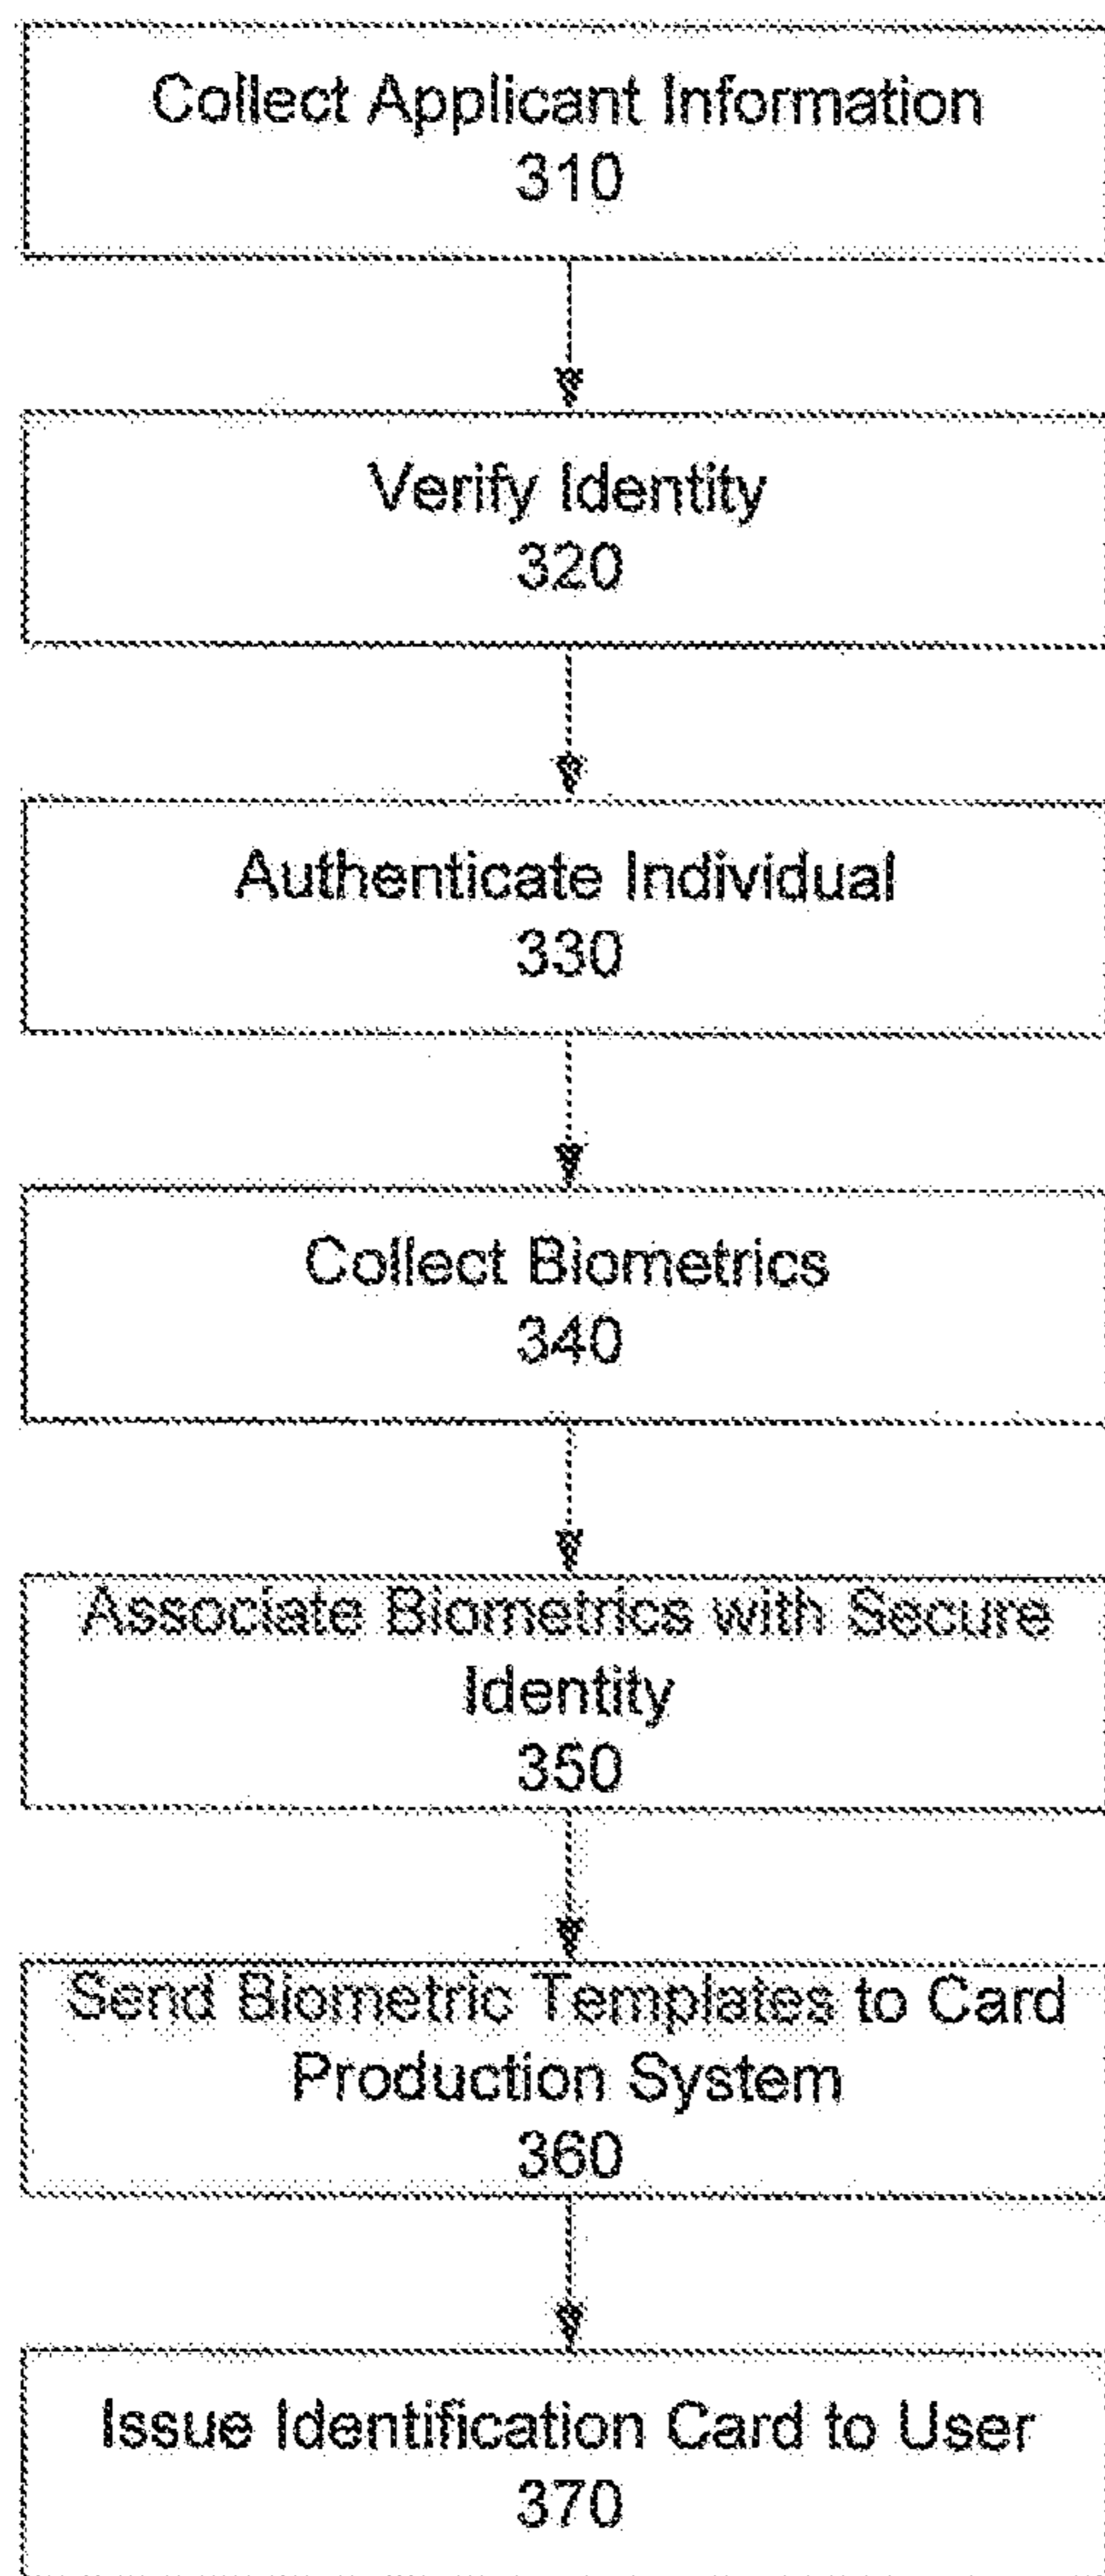 Collect Applicant Information
310
Verify Identity
320
Authenticate Individual
330
Collect Biometrics
340
Associate Biometrics with Secure
Identity
350
Send Biometric Templates to Card
Production System
360
Issue Identification Card to User
370